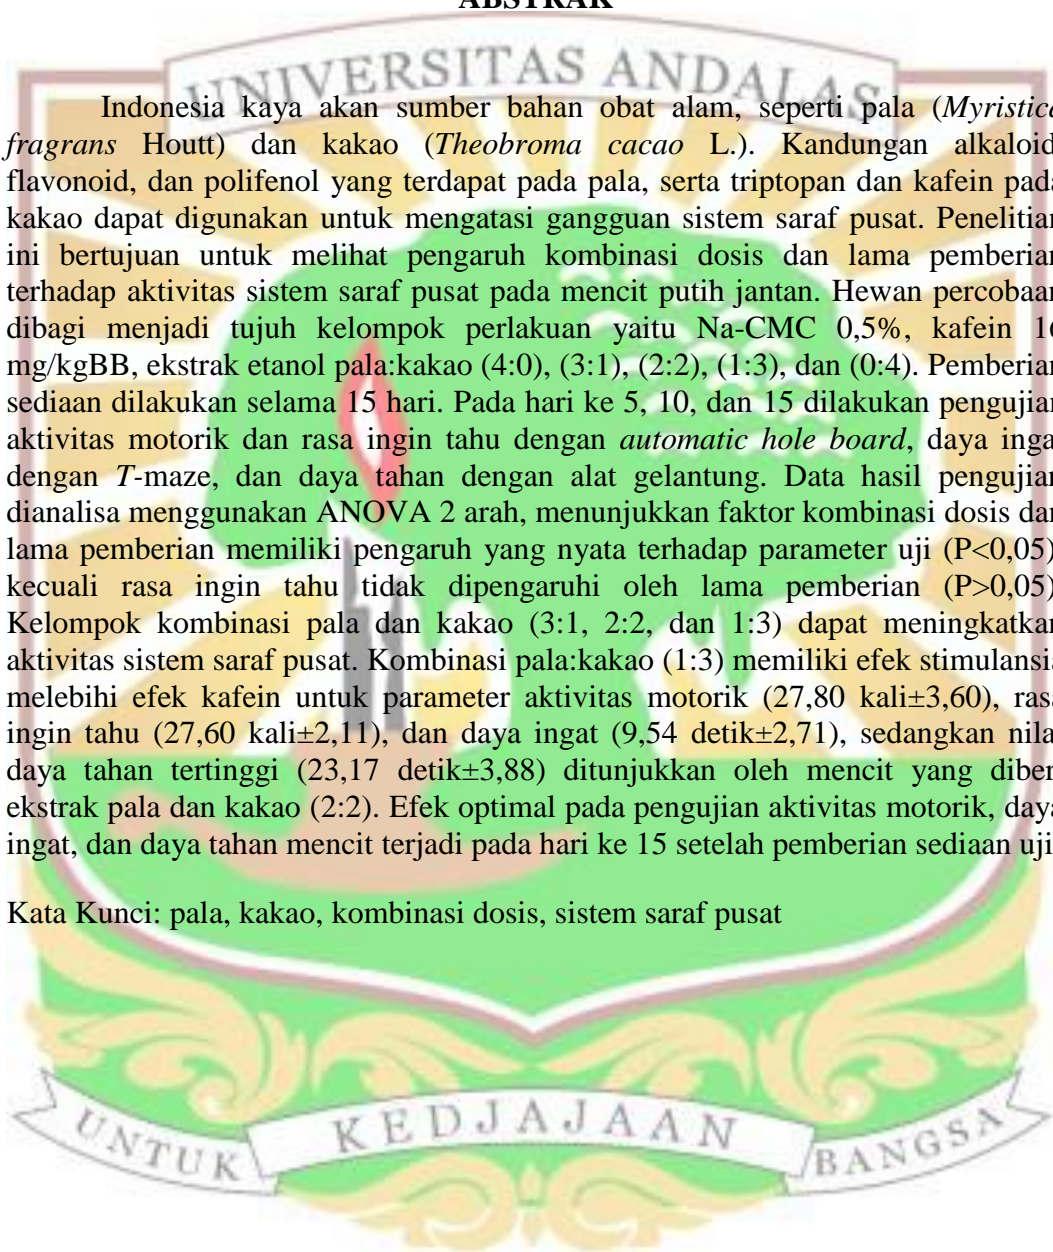 ABSTRAK
UNIVERSITAS ANDALAS
Indonesia kaya akan sumber bahan obat alam, seperti pala (Myristica
fragrans Houtt) dan kakao (Theobroma cacao L.). Kandungan alkaloid
flavonoid, dan polifenol yang terdapat pada pala, serta triptopan dan kafein pada
kakao dapat digunakan untuk mengatasi gangguan sistem saraf pusat. Penelitian
ini bertujuan untuk melihat pengaruh kombinasi dosis dan lama pemberian
terhadap aktivitas sistem saraf pusat pada mencit putih jantan. Hewan percobaan
dibagi menjadi tujuh kelompok perlakuan yaitu Na-CMC 0,5%, kafein
mg/kgBB, ekstrak etanol pala:kakao (4:0), (3:1), (2:2), (1:3), dan (0:4). Pemberian
sediaan dilakukan selama 15 hari. Pada hari ke 5, 10, dan 15 dilakukan pengujian
aktivitas motorik dan rasa ingin tahu dengan automatic hole board, daya inga
dengan T-maze, dan daya tahan dengan alat gelantung. Data hasil pengujian
dianalisa menggunakan ANOVA 2 arah, menunjukkan faktor kombinasi dosis dan
lama pemberian memiliki pengaruh yang nyata terhadap parameter uji (P<0,05)
kecuali rasa ingin tahu tidak dipengaruhi oleh lama pemberian (P>0,05)
Kelompok kombinasi pala dan kakao (3:1, 2:2, dan 1:3) dapat meningkatkan
aktivitas sistem saraf pusat. Kombinasi pala:kakao (1:3) memiliki efek stimulansia
melebihi efek kafein untuk parameter aktivitas motorik (27,80 kali±3,60), rasa
ingin tahu (27,60 kali±2,11), dan daya ingat (9,54 detik±2,71), sedangkan nila
daya tahan tertinggi (23,17 detik±3,88) ditunjukkan oleh mencit yang diber
ekstrak pala dan kakao (2:2). Efek optimal pada pengujian aktivitas motorik, daya
ingat, dan daya tahan mencit terjadi pada hari ke 15 setelah pemberian sediaan uji
Kata Kunci: pala, kakao, kombinasi dosis, sistem saraf pusat
UNTUK KEDJAJAAN BANGSA